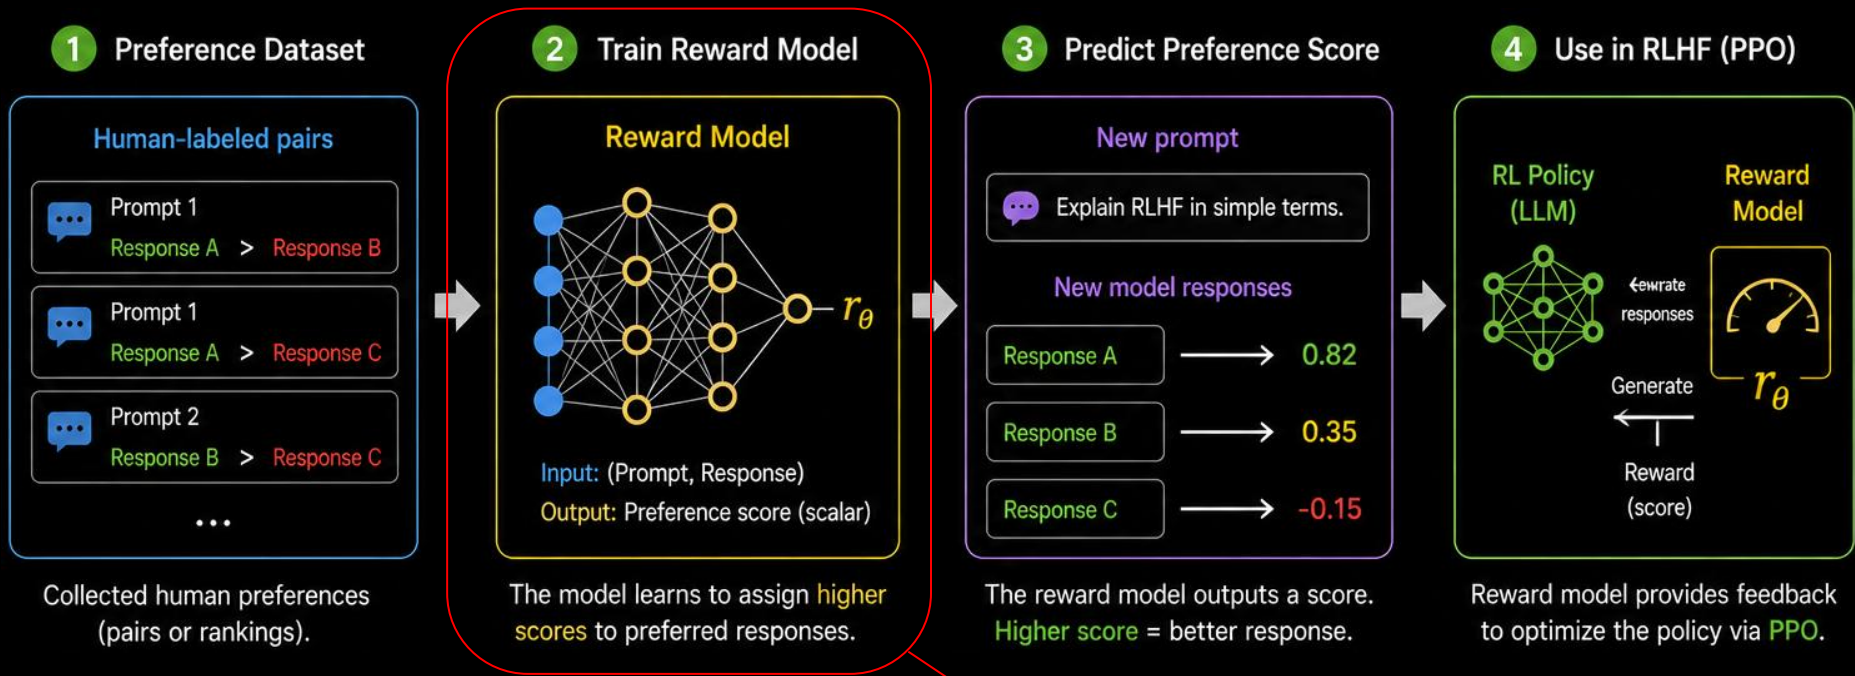 1 Preference Dataset
Human-labeled pairs
Prompt 1
Response A > Response B
Prompt 1
Response A > Response C
Prompt 2
Response B > Response C
...
Collected human preferences
(pairs or rankings).
2 Train Reward Model
Reward Model
r_θ
Input: (Prompt, Response)
Output: Preference score (scalar)
The model learns to assign higher
scores to preferred responses.
3 Predict Preference Score
New prompt
Explain RLHF in simple terms.
New model responses
Response A → 0.82
Response B → 0.35
Response C → -0.15
The reward model outputs a score.
Higher score = better response.
4 Use in RLHF (PPO)
RL Policy
(LLM)
Reward
Model
responses
r_θ
Generate
Reward
(score)
Reward model provides feedback
to optimize the policy via PPO.